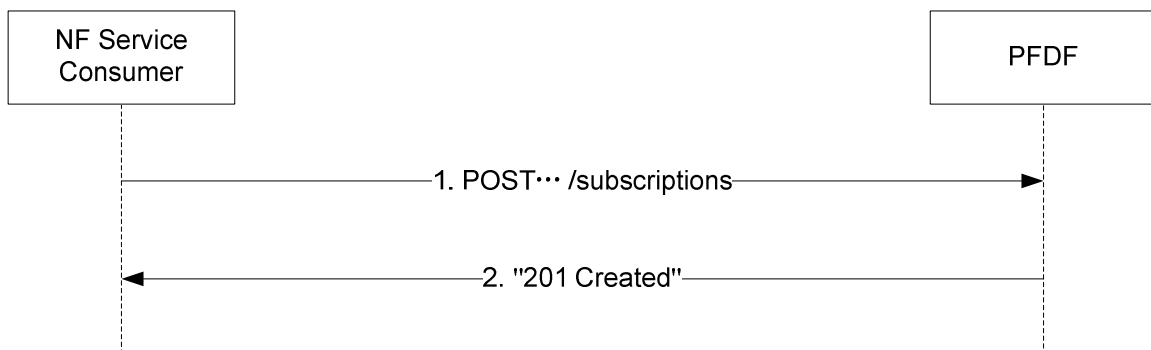 NF Service
Consumer
PFDF
1. POST··· /subscriptions
2. "201 Created"